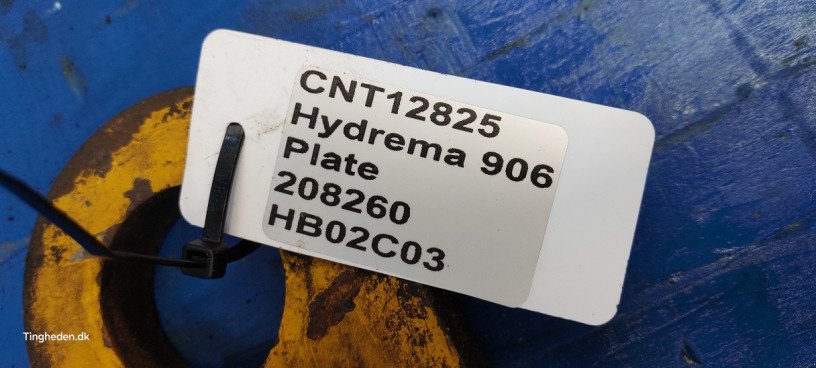 CNT12825
Hydrema 906
Plate
208260
HB02C03
Tingheden.dk